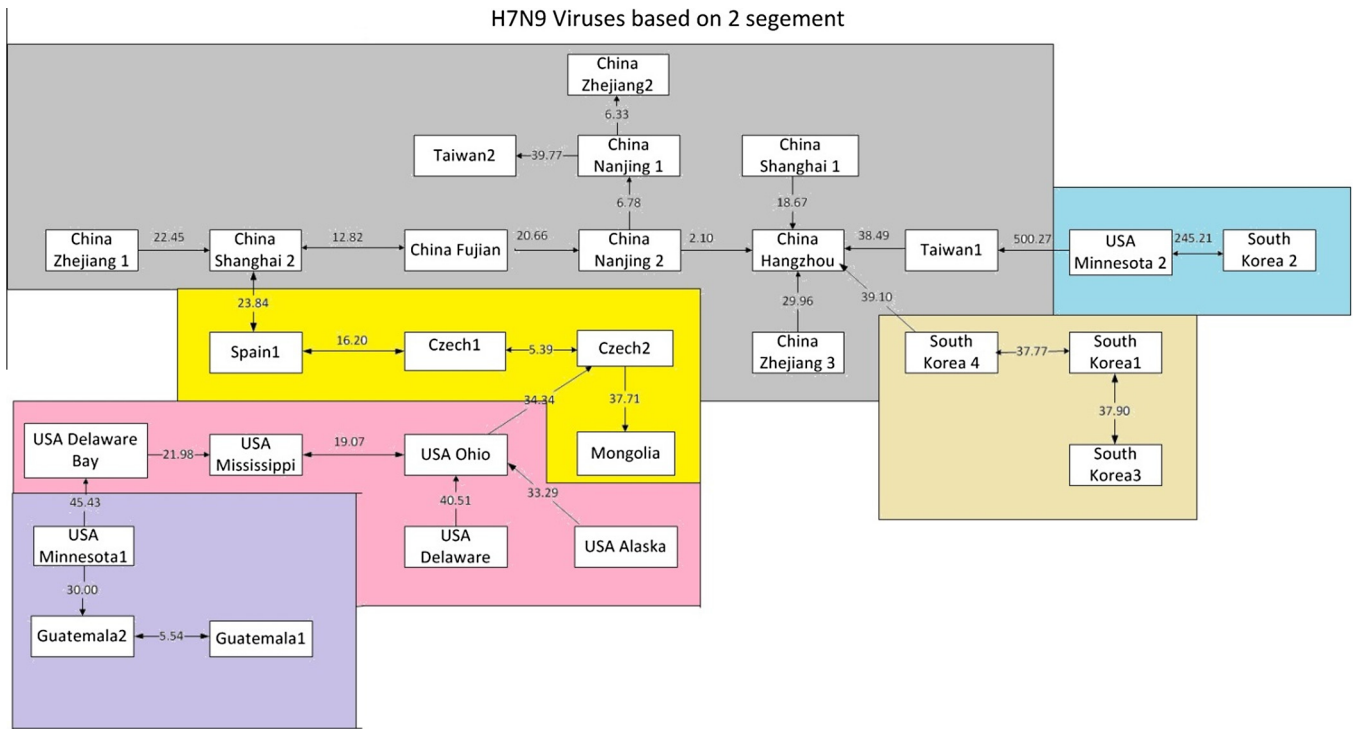 H7N9 Viruses based on 2 segement
China
Zhejiang2
6.33
Taiwan2
39.77
China
Nanjing 1
China
Shanghai 1
6.78
18.67
China
Zhejiang 1
22.45
China
Shanghai 2
12.82
China Fujian
20.66
China
Nanjing 2
2.10
China
Hangzhou
38.49
Taiwan1
500.27
USA
Minnesota 2
245.21
South
Korea 2
23.84
29.96
39.10
Spain1
16.20
Czech1
5.39
Czech2
China
Zhejiang 3
South
Korea 4
37.77
South
Korea1
34.34
37.71
37.90
USA Delaware
Bay
21.98
USA
Mississippi
19.07
USA Ohio
Mongolia
South
Korea3
45.43
40.51
33.29
USA
Minnesota1
USA
Delaware
USA Alaska
30.00
Guatemala2
5.54
Guatemala1